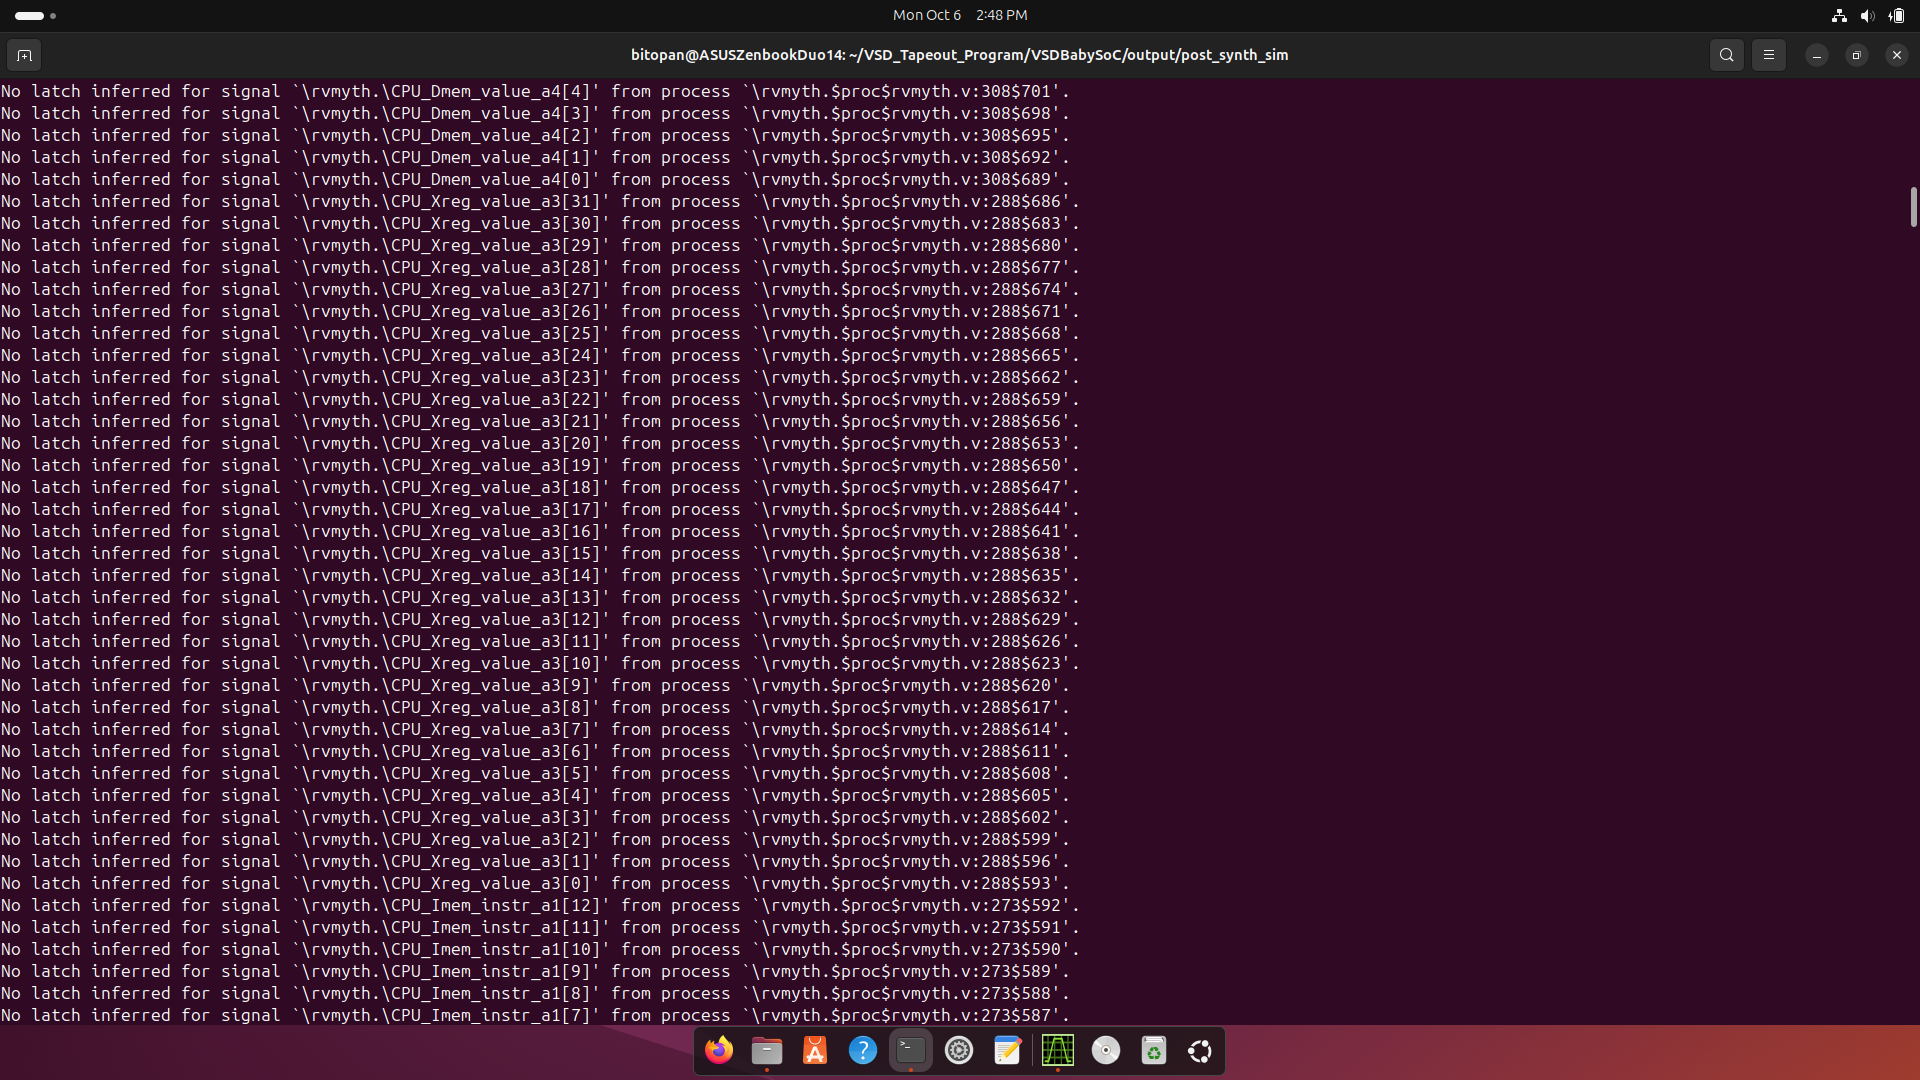 Mon Oct 6 2:48 PM
bitopan@ASUSZenbookDuo14: ~/VSD_Tapeout_Program/VSDBabySoC/output/post_synth_sim
No latch inferred for signal `\rvmyth.\CPU_Dmem_value_a4[4]' from process `\rvmyth.$proc$rvmyth.v:308$701'.
No latch inferred for signal `\rvmyth.\CPU_Dmem_value_a4[3]' from process `\rvmyth.$proc$rvmyth.v:308$698'.
No latch inferred for signal `\rvmyth.\CPU_Dmem_value_a4[2]' from process `\rvmyth.$proc$rvmyth.v:308$695'.
No latch inferred for signal `\rvmyth.\CPU_Dmem_value_a4[1]' from process `\rvmyth.$proc$rvmyth.v:308$692'.
No latch inferred for signal `\rvmyth.\CPU_Dmem_value_a4[0]' from process `\rvmyth.$proc$rvmyth.v:308$689'.
No latch inferred for signal `\rvmyth.\CPU_Xreg_value_a3[31]' from process `\rvmyth.$proc$rvmyth.v:288$686'.
No latch inferred for signal `\rvmyth.\CPU_Xreg_value_a3[30]' from process `\rvmyth.$proc$rvmyth.v:288$683'.
No latch inferred for signal `\rvmyth.\CPU_Xreg_value_a3[29]' from process `\rvmyth.$proc$rvmyth.v:288$680'.
No latch inferred for signal `\rvmyth.\CPU_Xreg_value_a3[28]' from process `\rvmyth.$proc$rvmyth.v:288$677'.
No latch inferred for signal `\rvmyth.\CPU_Xreg_value_a3[27]' from process `\rvmyth.$proc$rvmyth.v:288$674'.
No latch inferred for signal `\rvmyth.\CPU_Xreg_value_a3[26]' from process `\rvmyth.$proc$rvmyth.v:288$671'.
No latch inferred for signal `\rvmyth.\CPU_Xreg_value_a3[25]' from process `\rvmyth.$proc$rvmyth.v:288$668'.
No latch inferred for signal `\rvmyth.\CPU_Xreg_value_a3[24]' from process `\rvmyth.$proc$rvmyth.v:288$665'.
No latch inferred for signal `\rvmyth.\CPU_Xreg_value_a3[23]' from process `\rvmyth.$proc$rvmyth.v:288$662'.
No latch inferred for signal `\rvmyth.\CPU_Xreg_value_a3[22]' from process `\rvmyth.$proc$rvmyth.v:288$659'.
No latch inferred for signal `\rvmyth.\CPU_Xreg_value_a3[21]' from process `\rvmyth.$proc$rvmyth.v:288$656'.
No latch inferred for signal `\rvmyth.\CPU_Xreg_value_a3[20]' from process `\rvmyth.$proc$rvmyth.v:288$653'.
No latch inferred for signal `\rvmyth.\CPU_Xreg_value_a3[19]' from process `\rvmyth.$proc$rvmyth.v:288$650'.
No latch inferred for signal `\rvmyth.\CPU_Xreg_value_a3[18]' from process `\rvmyth.$proc$rvmyth.v:288$647'.
No latch inferred for signal `\rvmyth.\CPU_Xreg_value_a3[17]' from process `\rvmyth.$proc$rvmyth.v:288$644'.
No latch inferred for signal `\rvmyth.\CPU_Xreg_value_a3[16]' from process `\rvmyth.$proc$rvmyth.v:288$641'.
No latch inferred for signal `\rvmyth.\CPU_Xreg_value_a3[15]' from process `\rvmyth.$proc$rvmyth.v:288$638'.
No latch inferred for signal `\rvmyth.\CPU_Xreg_value_a3[14]' from process `\rvmyth.$proc$rvmyth.v:288$635'.
No latch inferred for signal `\rvmyth.\CPU_Xreg_value_a3[13]' from process `\rvmyth.$proc$rvmyth.v:288$632'.
No latch inferred for signal `\rvmyth.\CPU_Xreg_value_a3[12]' from process `\rvmyth.$proc$rvmyth.v:288$629'.
No latch inferred for signal `\rvmyth.\CPU_Xreg_value_a3[11]' from process `\rvmyth.$proc$rvmyth.v:288$626'.
No latch inferred for signal `\rvmyth.\CPU_Xreg_value_a3[10]' from process `\rvmyth.$proc$rvmyth.v:288$623'.
No latch inferred for signal `\rvmyth.\CPU_Xreg_value_a3[9]' from process `\rvmyth.$proc$rvmyth.v:288$620'.
No latch inferred for signal `\rvmyth.\CPU_Xreg_value_a3[8]' from process `\rvmyth.$proc$rvmyth.v:288$617'.
No latch inferred for signal `\rvmyth.\CPU_Xreg_value_a3[7]' from process `\rvmyth.$proc$rvmyth.v:288$614'.
No latch inferred for signal `\rvmyth.\CPU_Xreg_value_a3[6]' from process `\rvmyth.$proc$rvmyth.v:288$611'.
No latch inferred for signal `\rvmyth.\CPU_Xreg_value_a3[5]' from process `\rvmyth.$proc$rvmyth.v:288$608'.
No latch inferred for signal `\rvmyth.\CPU_Xreg_value_a3[4]' from process `\rvmyth.$proc$rvmyth.v:288$605'.
No latch inferred for signal `\rvmyth.\CPU_Xreg_value_a3[3]' from process `\rvmyth.$proc$rvmyth.v:288$602'.
No latch inferred for signal `\rvmyth.\CPU_Xreg_value_a3[2]' from process `\rvmyth.$proc$rvmyth.v:288$599'.
No latch inferred for signal `\rvmyth.\CPU_Xreg_value_a3[1]' from process `\rvmyth.$proc$rvmyth.v:288$596'.
No latch inferred for signal `\rvmyth.\CPU_Xreg_value_a3[0]' from process `\rvmyth.$proc$rvmyth.v:288$593'.
No latch inferred for signal `\rvmyth.\CPU_Imem_instr_a1[12]' from process `\rvmyth.$proc$rvmyth.v:273$592'.
No latch inferred for signal `\rvmyth.\CPU_Imem_instr_a1[11]' from process `\rvmyth.$proc$rvmyth.v:273$591'.
No latch inferred for signal `\rvmyth.\CPU_Imem_instr_a1[10]' from process `\rvmyth.$proc$rvmyth.v:273$590'.
No latch inferred for signal `\rvmyth.\CPU_Imem_instr_a1[9]' from process `\rvmyth.$proc$rvmyth.v:273$589'.
No latch inferred for signal `\rvmyth.\CPU_Imem_instr_a1[8]' from process `\rvmyth.$proc$rvmyth.v:273$588'.
No latch inferred for signal `\rvmyth.\CPU_Imem_instr_a1[7]' from process `\rvmyth.$proc$rvmyth.v:273$587'.